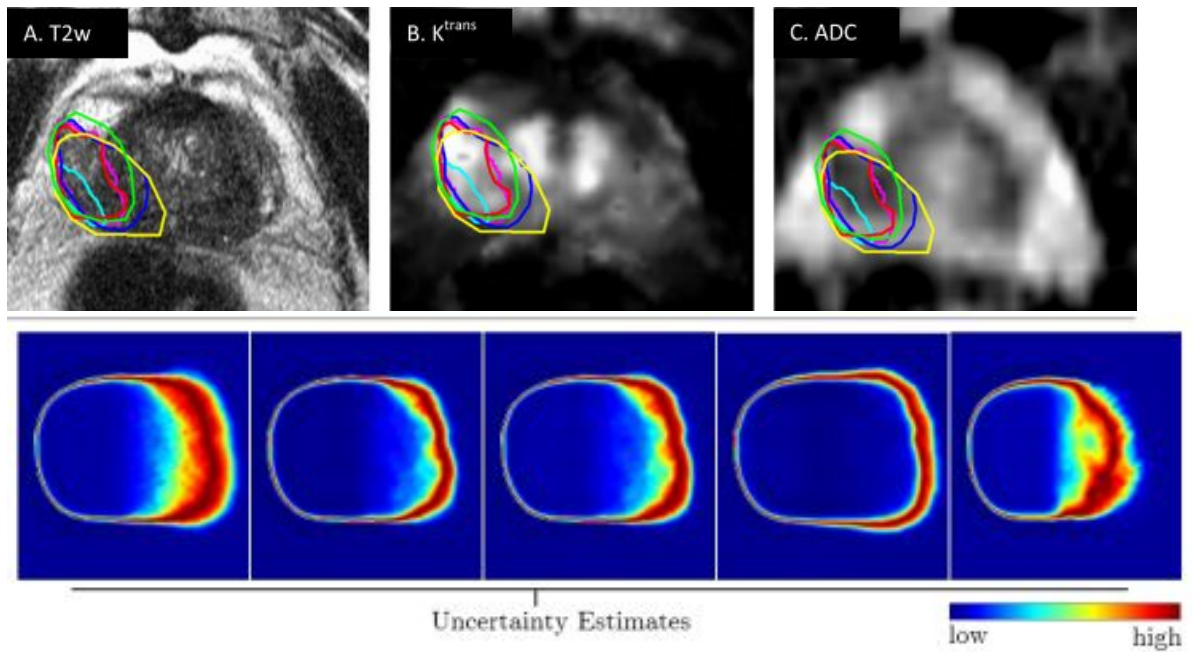 A. T2w
B. K^trans
C. ADC
Uncertainty Estimates
low
high